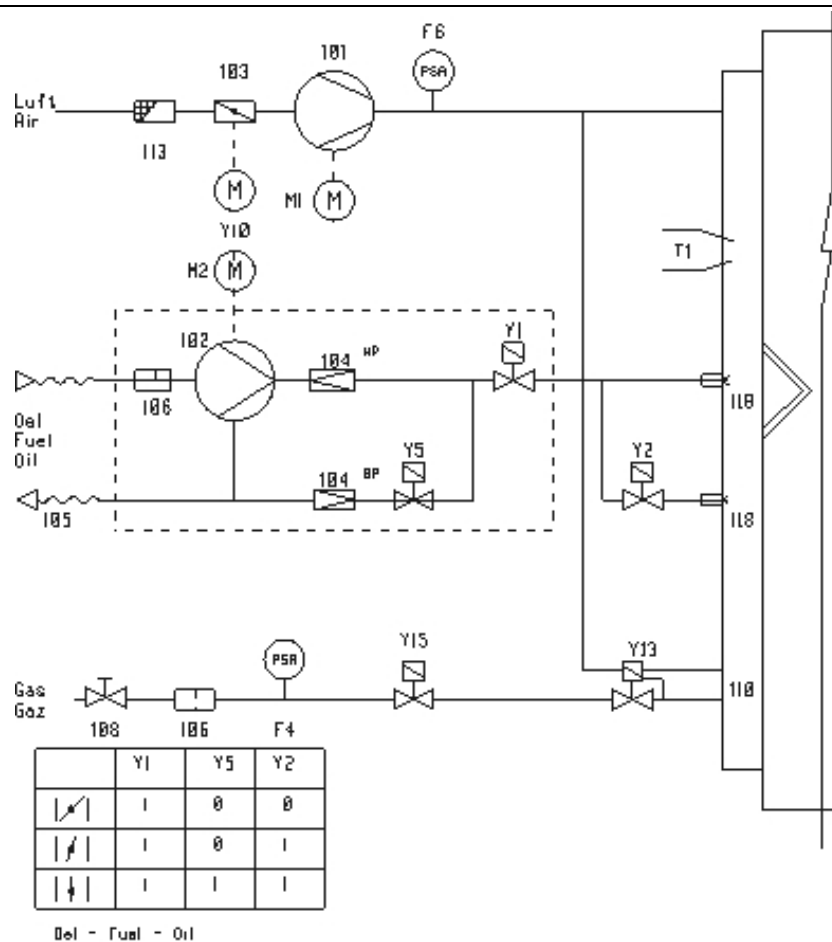 F6
101
103
PSA
Luft
Air
113
M
M1
M
Y10
M2
M
102
104 HP
Y1
106
118
Oel
Fuel
Oil
Y5
Y2
104 BP
105
118
T1
PSA
Y15
Y13
Gas
Gaz
110
108
106
F4
Y1 Y5 Y2
1 0 0
1 0 1
1 1 1
Oel - Fuel - Oil